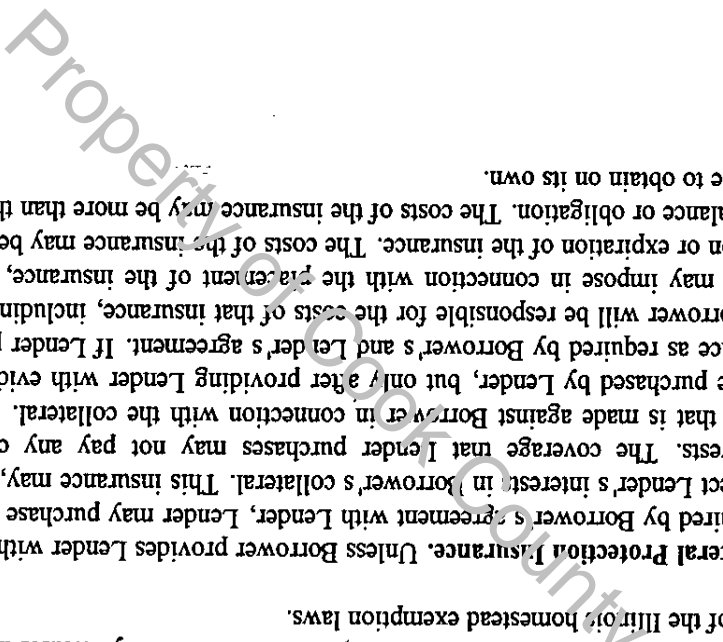 of the Illinois homestead exemption laws.
teral Protection Insurance. Unless Borrower provides Lender with
uired by Borrower's agreement with Lender, Lender may purchase
ect Lender's interests in Borrower's collateral. This insurance may,
rests. The coverage that Lender purchases may not pay any c
that is made against Borrower in connection with the collateral.
e purchased by Lender, but only after providing Lender with evid
ce as required by Borrower's and Lender's agreement. If Lender p
orrower will be responsible for the costs of that insurance, includin
may impose in connection with the placement of the insurance,
n or expiration of the insurance. The costs of the insurance may be
alance or obligation. The costs of the insurance may be more than th
e to obtain on its own.
Property of Cook County